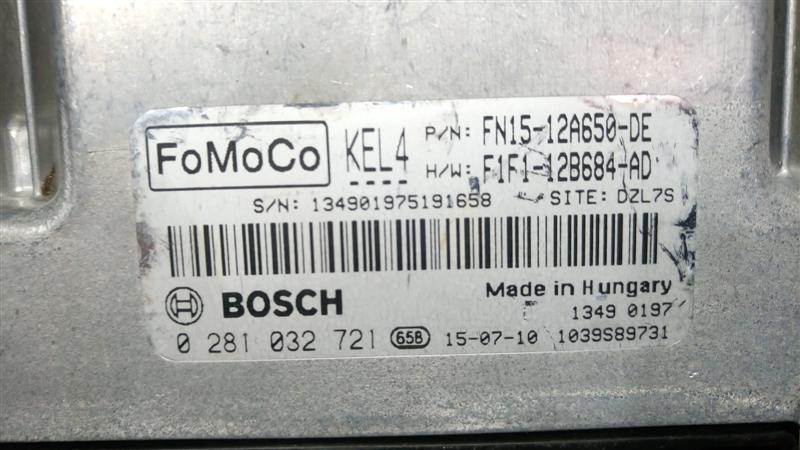 FoMoCo KEL4 P/N: FN15-12A650-DE
H/W: F1F1-12B684-AD
S/N: 134901975191658 SITE: DZL7S
BOSCH Made in Hungary
1349 0197
0 281 032 721 658 15-07-10 1039S89731